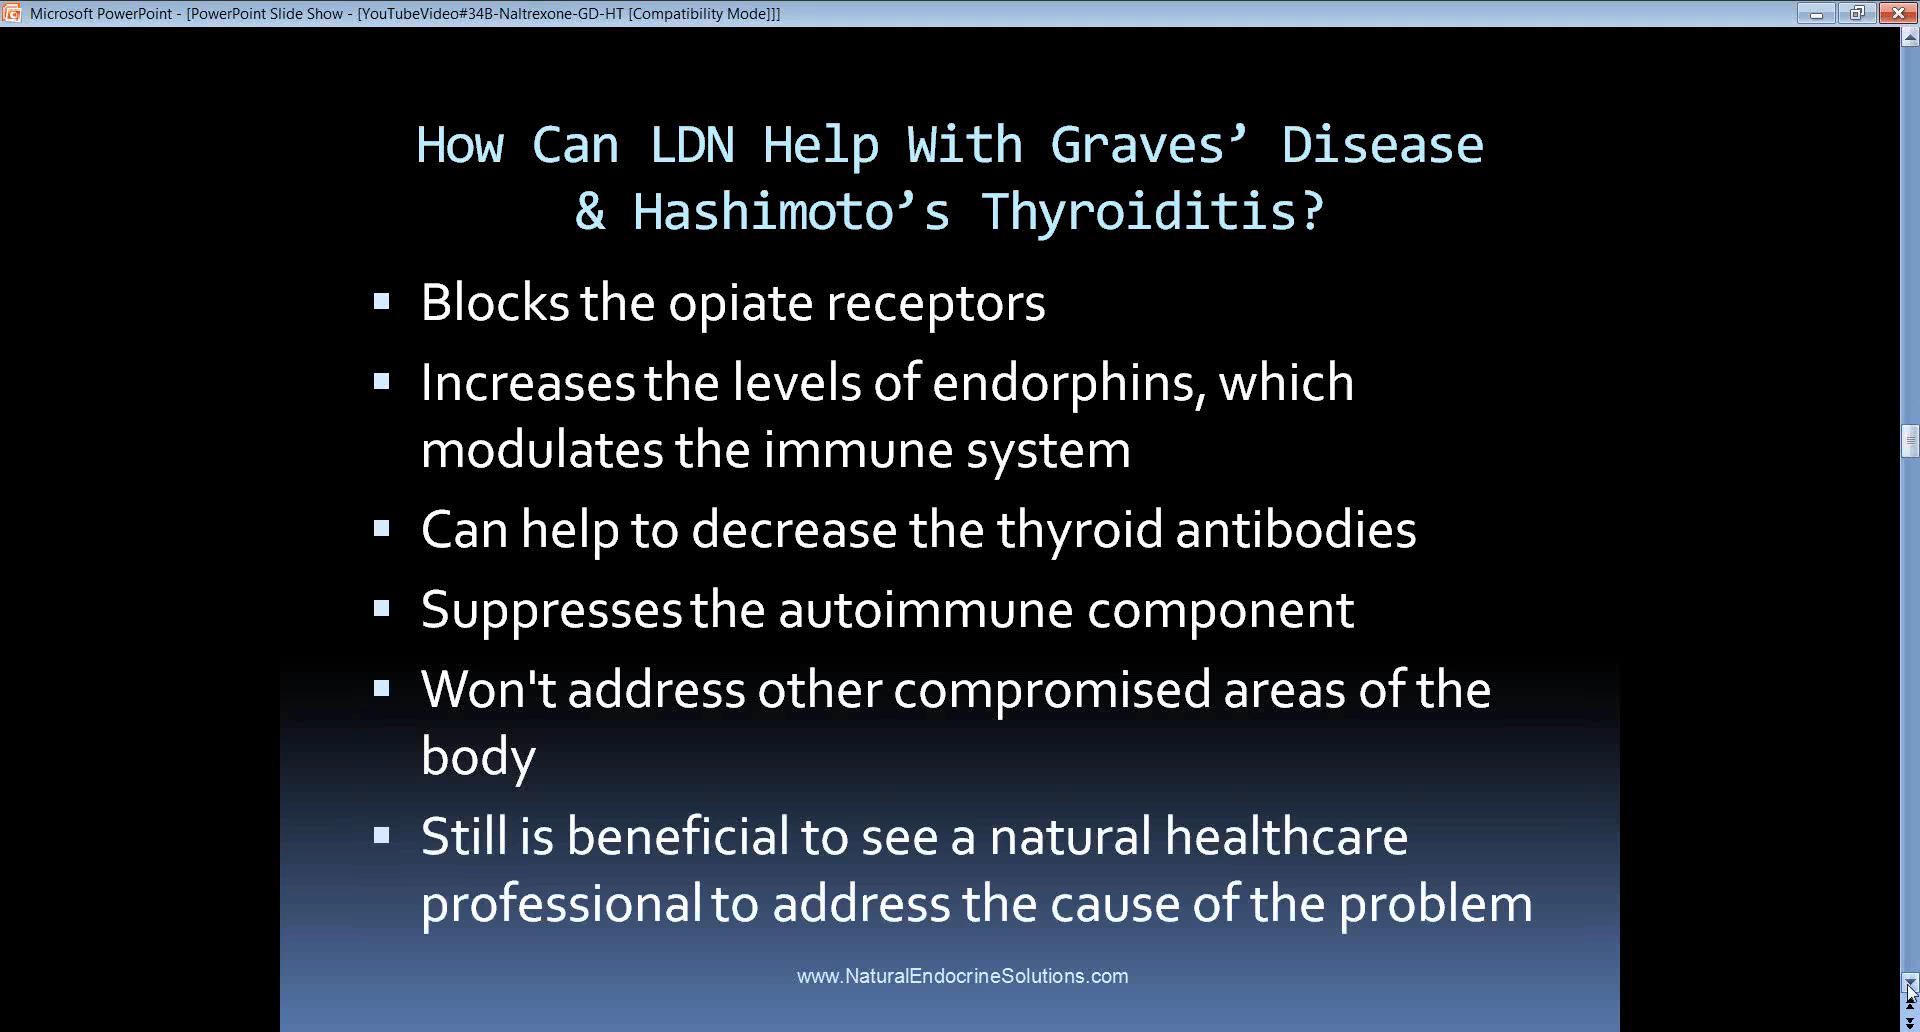 Microsoft PowerPoint - [PowerPoint Slide Show - [YouTubeVideo#34B-Naltrexone-GD-HT [Compatibility Mode]]]
How Can LDN Help With Graves’ Disease
& Hashimoto’s Thyroiditis?
Blocks the opiate receptors
Increases the levels of endorphins, which
modulates the immune system
Can help to decrease the thyroid antibodies
Suppresses the autoimmune component
Won't address other compromised areas of the
body
Still is beneficial to see a natural healthcare
professional to address the cause of the problem
www.NaturalEndocrineSolutions.com